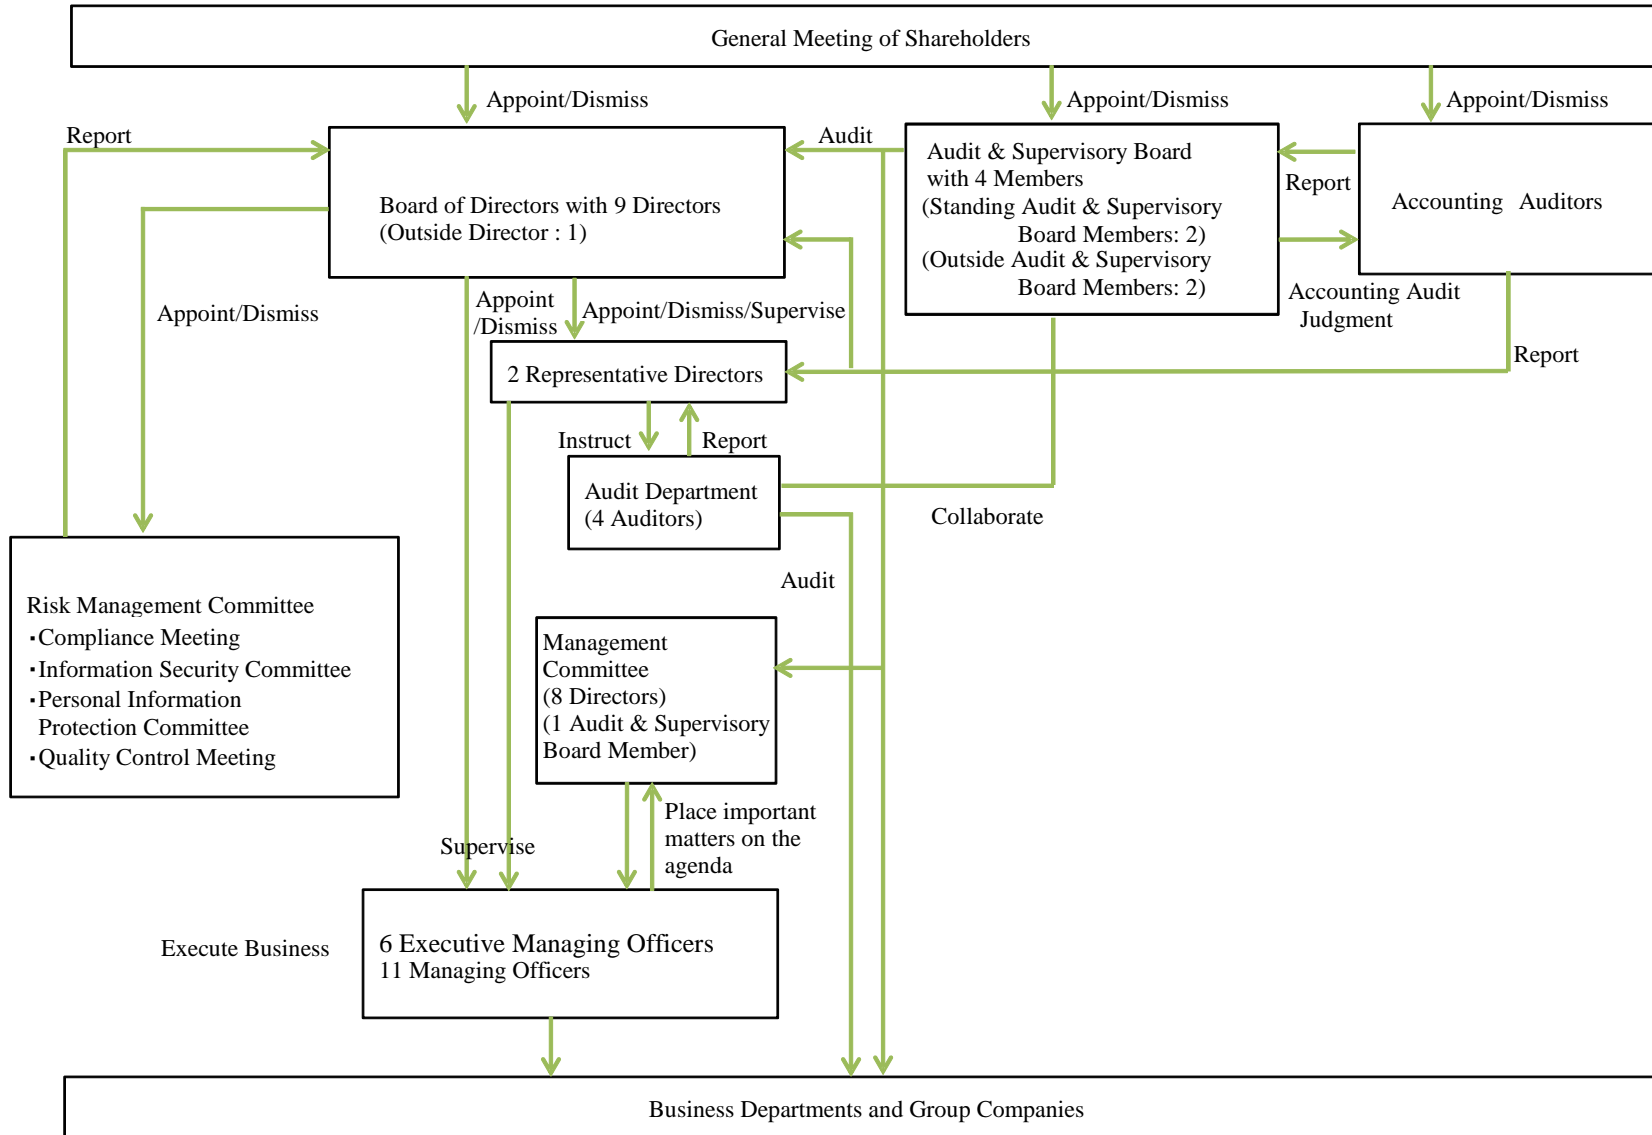 General Meeting of Shareholders
Appoint/Dismiss
Appoint/Dismiss
Appoint/Dismiss
Report
Audit
Board of Directors with 9 Directors
(Outside Director : 1)
Audit & Supervisory Board
with 4 Members
(Standing Audit & Supervisory
Board Members: 2)
(Outside Audit & Supervisory
Board Members: 2)
Report
Accounting Auditors
Accounting Audit
Judgment
Appoint/Dismiss
Appoint
/Dismiss
Appoint/Dismiss/Supervise
Report
2 Representative Directors
Instruct
Report
Audit Department
(4 Auditors)
Collaborate
Audit
Risk Management Committee
・Compliance Meeting
・Information Security Committee
・Personal Information
Protection Committee
・Quality Control Meeting
Management
Committee
(8 Directors)
(1 Audit & Supervisory
Board Member)
Place important
matters on the
agenda
Supervise
Execute Business
6 Executive Managing Officers
11 Managing Officers
Business Departments and Group Companies